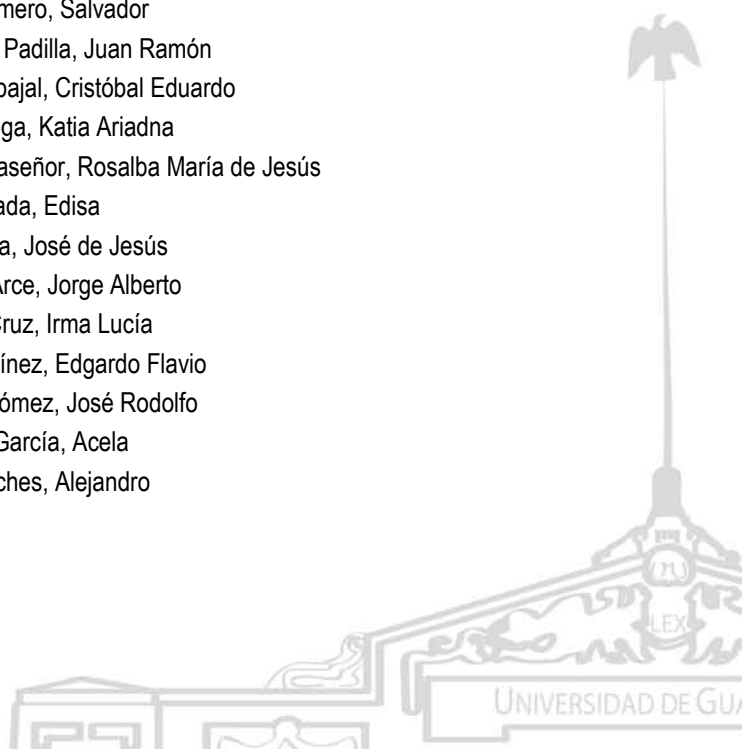 mero, Salvador
Padilla, Juan Ramón
bajal, Cristóbal Eduardo
ga, Katia Ariadna
aseñor, Rosalba María de Jesús
ada, Edisa
a, José de Jesús
Arce, Jorge Alberto
Cruz, Irma Lucía
ínez, Edgardo Flavio
ómez, José Rodolfo
García, Acela
ches, Alejandro
LEX
UNIVERSIDAD DE GUA